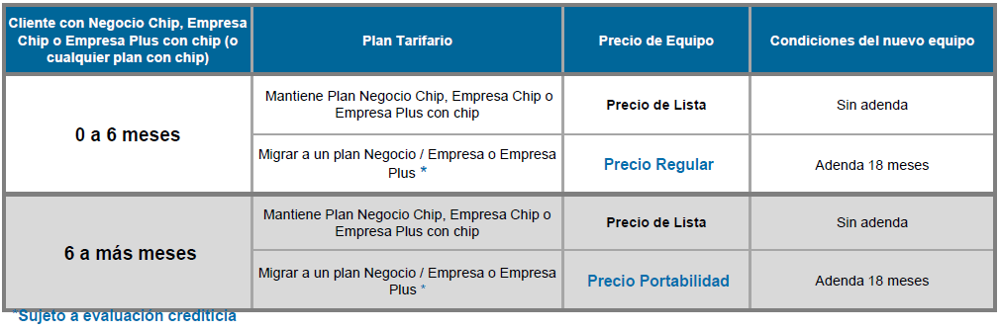 Cliente con Negocio Chip, Empresa
Chip o Empresa Plus con chip (o
cualquier plan con chip)
Plan Tarifario
Precio de Equipo
Condiciones del nuevo equipo
0 a 6 meses
Mantiene Plan Negocio Chip, Empresa Chip o
Empresa Plus con chip
Precio de Lista
Sin adenda
Migrar a un plan Negocio / Empresa o Empresa
Plus *
Precio Regular
Adenda 18 meses
6 a más meses
Mantiene Plan Negocio Chip, Empresa Chip o
Empresa Plus con chip
Precio de Lista
Sin adenda
Migrar a un plan Negocio / Empresa o Empresa
Plus *
Precio Portabilidad
Adenda 18 meses
*Sujeto a evaluación crediticia